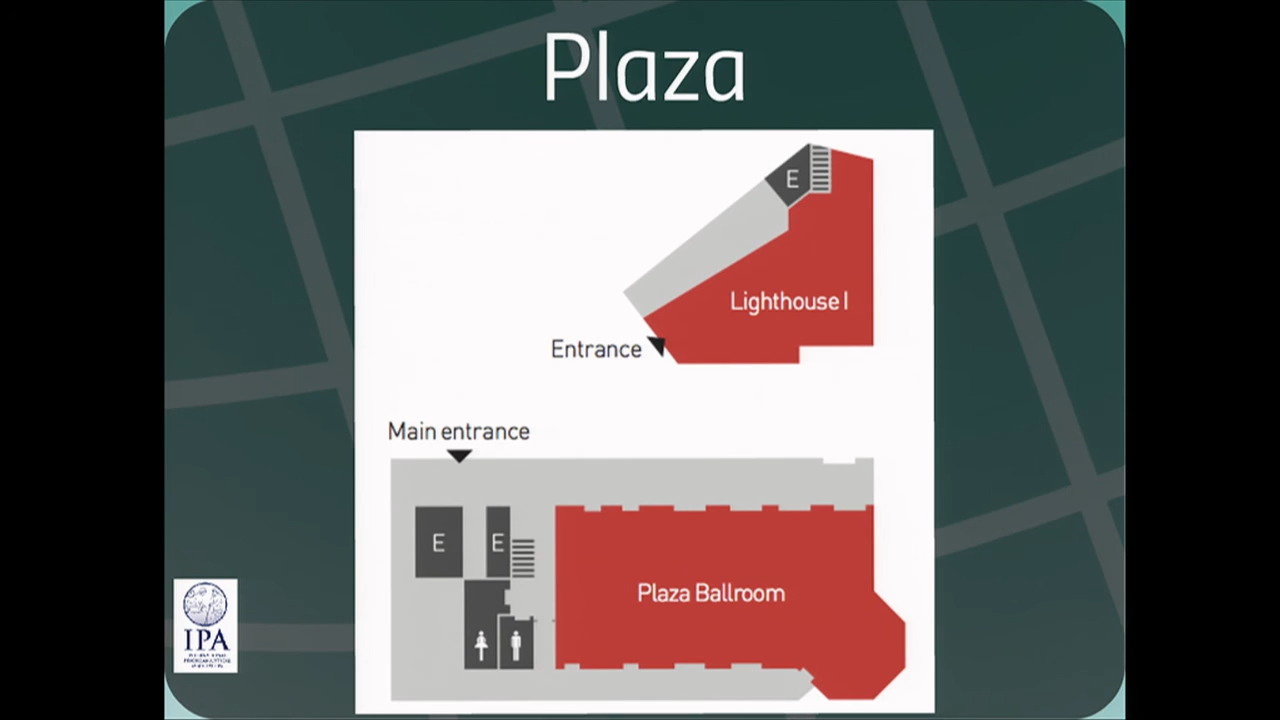 Plaza
E
Lighthouse I
Entrance
Main entrance
E
E
Plaza Ballroom
IPA